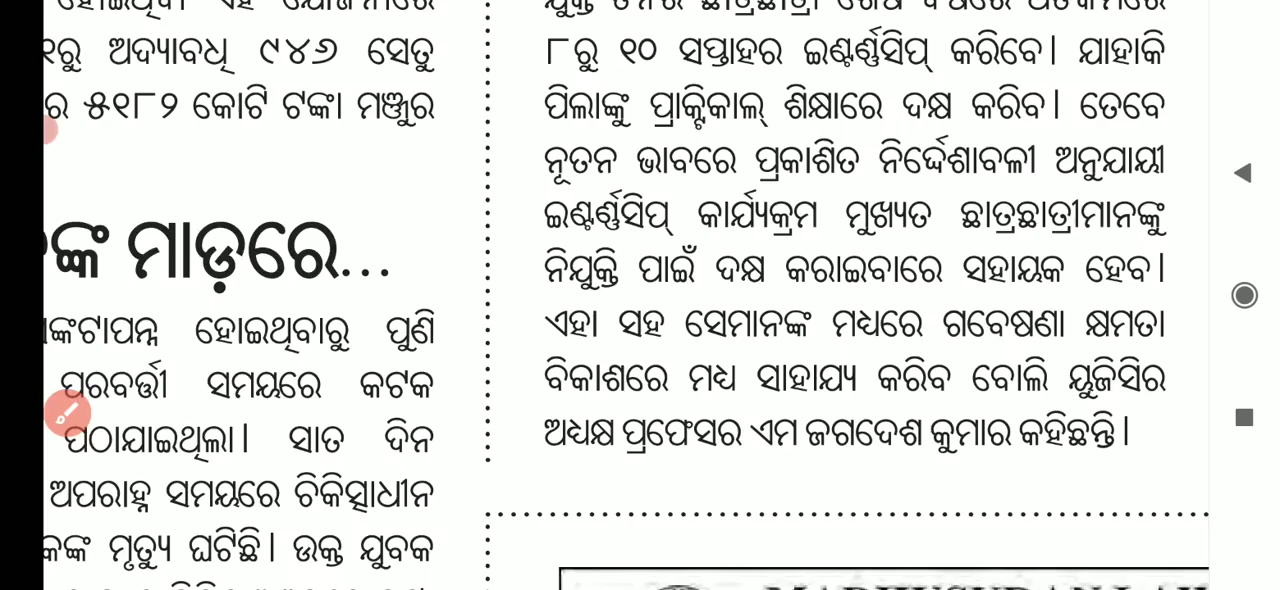 ୧ରୁ ଅଦ୍ୟାବଧି ୯୪୬ ସେତୁ
ର ୫୧୮୨ କୋଟି ଟଙ୍କା ମଞ୍ଜୁର
ଙ୍କ ମାଡ଼ରେ...
ହୋଇଥିବାରୁ ପୁଣି
ପରବର୍ତ୍ତୀ ସମୟରେ କଟକ
ପଠାଯାଇଥିଲା। ସାତ ଦିନ
ଅପରାହ୍ନ ସମୟରେ ଚିକିତ୍ସାଧୀନ
କଙ୍କ ମୃତ୍ୟୁ ଘଟିଛି। ଉକ୍ତ ଯୁବକ
୮ରୁ ୧୦ ସପ୍ତାହର ଇଣ୍ଟର୍ଣ୍ଣସିପ୍ କରିବେ। ଯାହାକି
ପିଲାଙ୍କୁ ପ୍ରାକ୍ଟିକାଲ୍ ଶିକ୍ଷାରେ ଦକ୍ଷ କରିବ। ତେବେ
ନୂତନ ଭାବରେ ପ୍ରକାଶିତ ନିର୍ଦ୍ଦେଶାବଳୀ ଅନୁଯାୟୀ
ଇଣ୍ଟର୍ଣ୍ଣସିପ୍ କାର୍ଯ୍ୟକ୍ରମ ମୁଖ୍ୟତ ଛାତ୍ରଛାତ୍ରୀମାନଙ୍କୁ
ନିଯୁକ୍ତି ପାଇଁ ଦକ୍ଷ କରାଇବାରେ ସହାୟକ ହେବ।
ଏହା ସହ ସେମାନଙ୍କ ମଧ୍ୟରେ ଗବେଷଣା କ୍ଷମତା
ବିକାଶରେ ମଧ୍ୟ ସାହାଯ୍ୟ କରିବ ବୋଲି ୟୁଜିସିର
ଅଧ୍ୟକ୍ଷ ପ୍ରଫେସର ଏମ ଜଗଦେଶ କୁମାର କହିଛନ୍ତି।